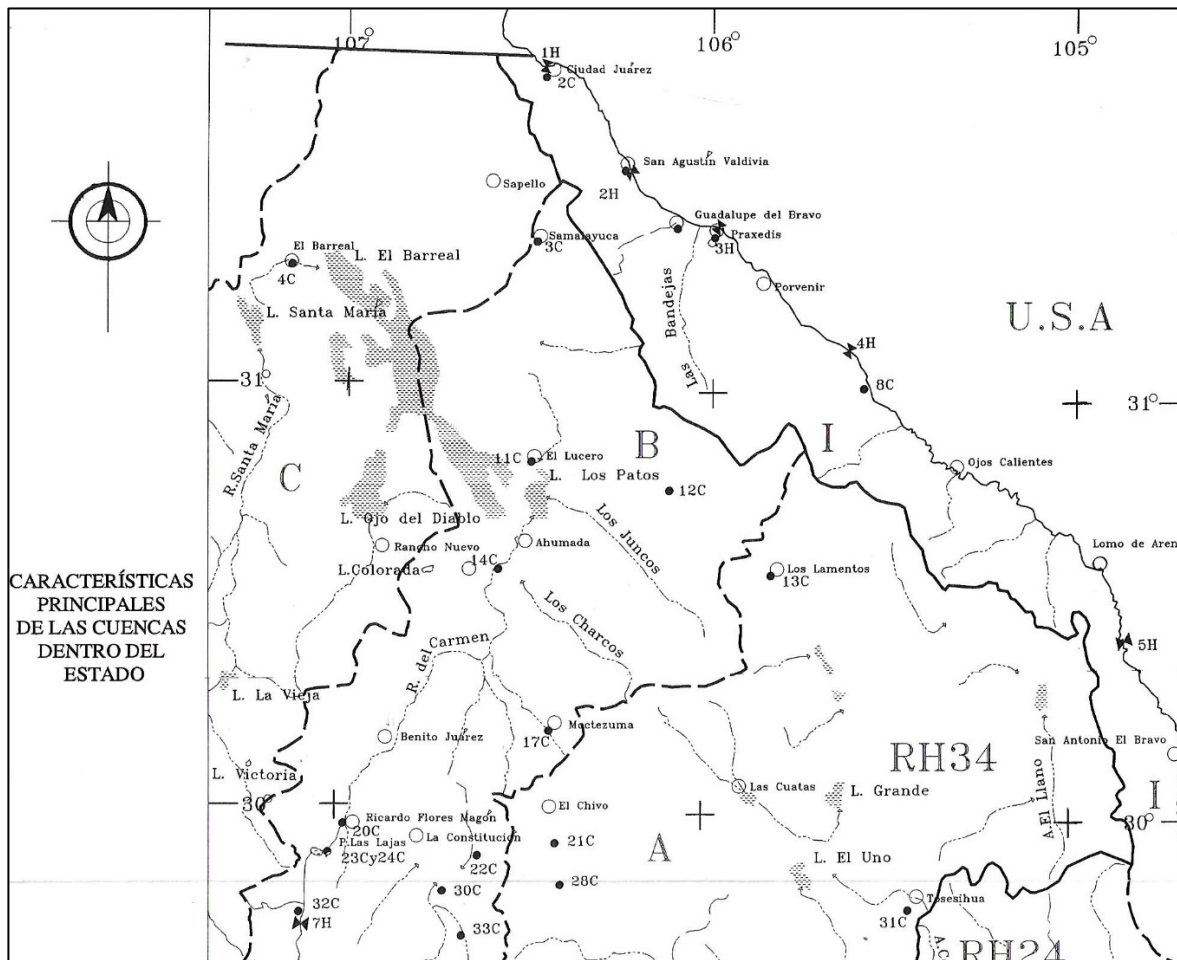 107°
106°
105°
1H
Ciudad Juárez
2C
San Agustín Valdivia
2H
Sapello
Guadalupe del Bravo
Samalayuca
3C
Praxedis
3H
El Barreal
L. El Barreal
4C
Bandejas
Las
Porvenir
L. Santa María
U.S.A
4H
31°
8C
31°
R.Santa María
B
I
C
11C
El Lucero
L. Los Patos
12C
Ojos Calientes
L. Ojo del Diablo
Los Juncos
Rancho Nuevo
Ahumada
14C
L.Colorada
Los Lamentos
13C
Lomo de Aren
CARACTERÍSTICAS
PRINCIPALES
DE LAS CUENCAS
DENTRO DEL
ESTADO
Los Charcos
R. del Carmen
5H
L. La Vieja
Moctezuma
17C
Benito Juárez
San Antonio El Bravo
RH34
L. Victoria
Las Cuatas
L. Grande
A.El Llano
I
30°
El Chivo
Ricardo Flores Magón
20C
30°
La Constitución
P.Las Lajas
23Cy24C
21C
A
22C
L. El Uno
28C
30C
Tosesihua
32C
31C
7H
33C
RH24
A.C